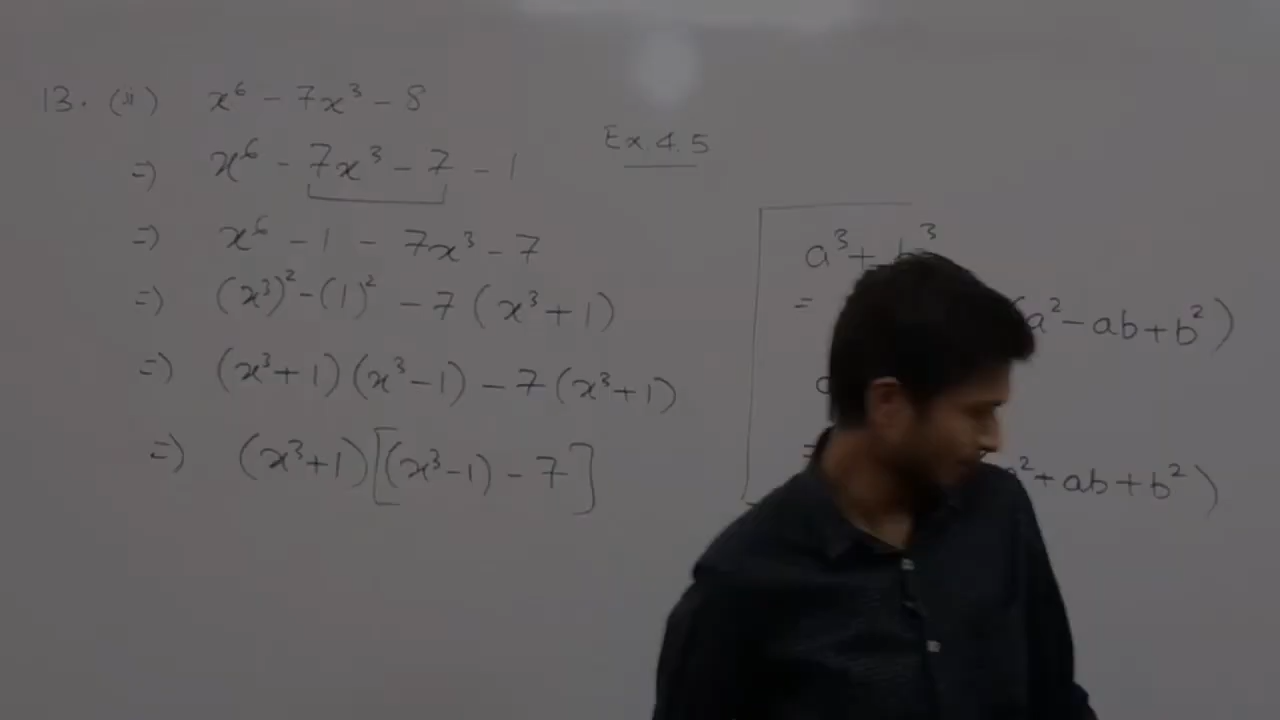 13. (ii) x⁶ - 7x³ - 8
Ex. 4.5
=) x⁶ - 7x³ - 7 - 1
=) x⁶ - 1 - 7x³ - 7
=) (x³)² - (1)² - 7 (x³ + 1)
=) (x³ + 1) (x³ - 1) - 7 (x³ + 1)
=) (x³ + 1) [(x³ - 1) - 7]
a³ + b³
= (a² - ab + b²)
= a² + ab + b²)